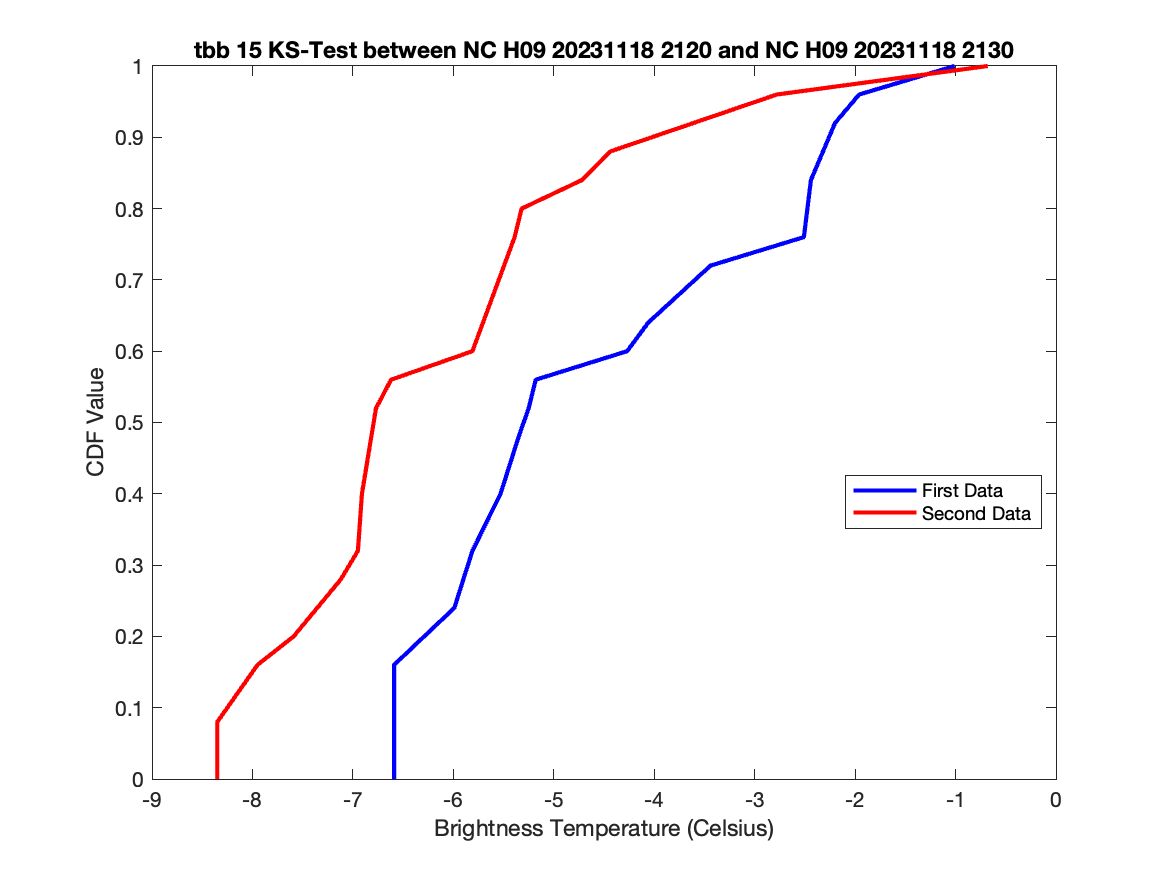 tbb 15 KS-Test between NC H09 20231118 2120 and NC H09 20231118 2130
1
0.9
0.8
0.7
0.6
0.5
0.4
0.3
0.2
0.1
0
CDF Value
First Data
Second Data
-9 -8 -7 -6 -5 -4 -3 -2 -1 0
Brightness Temperature (Celsius)